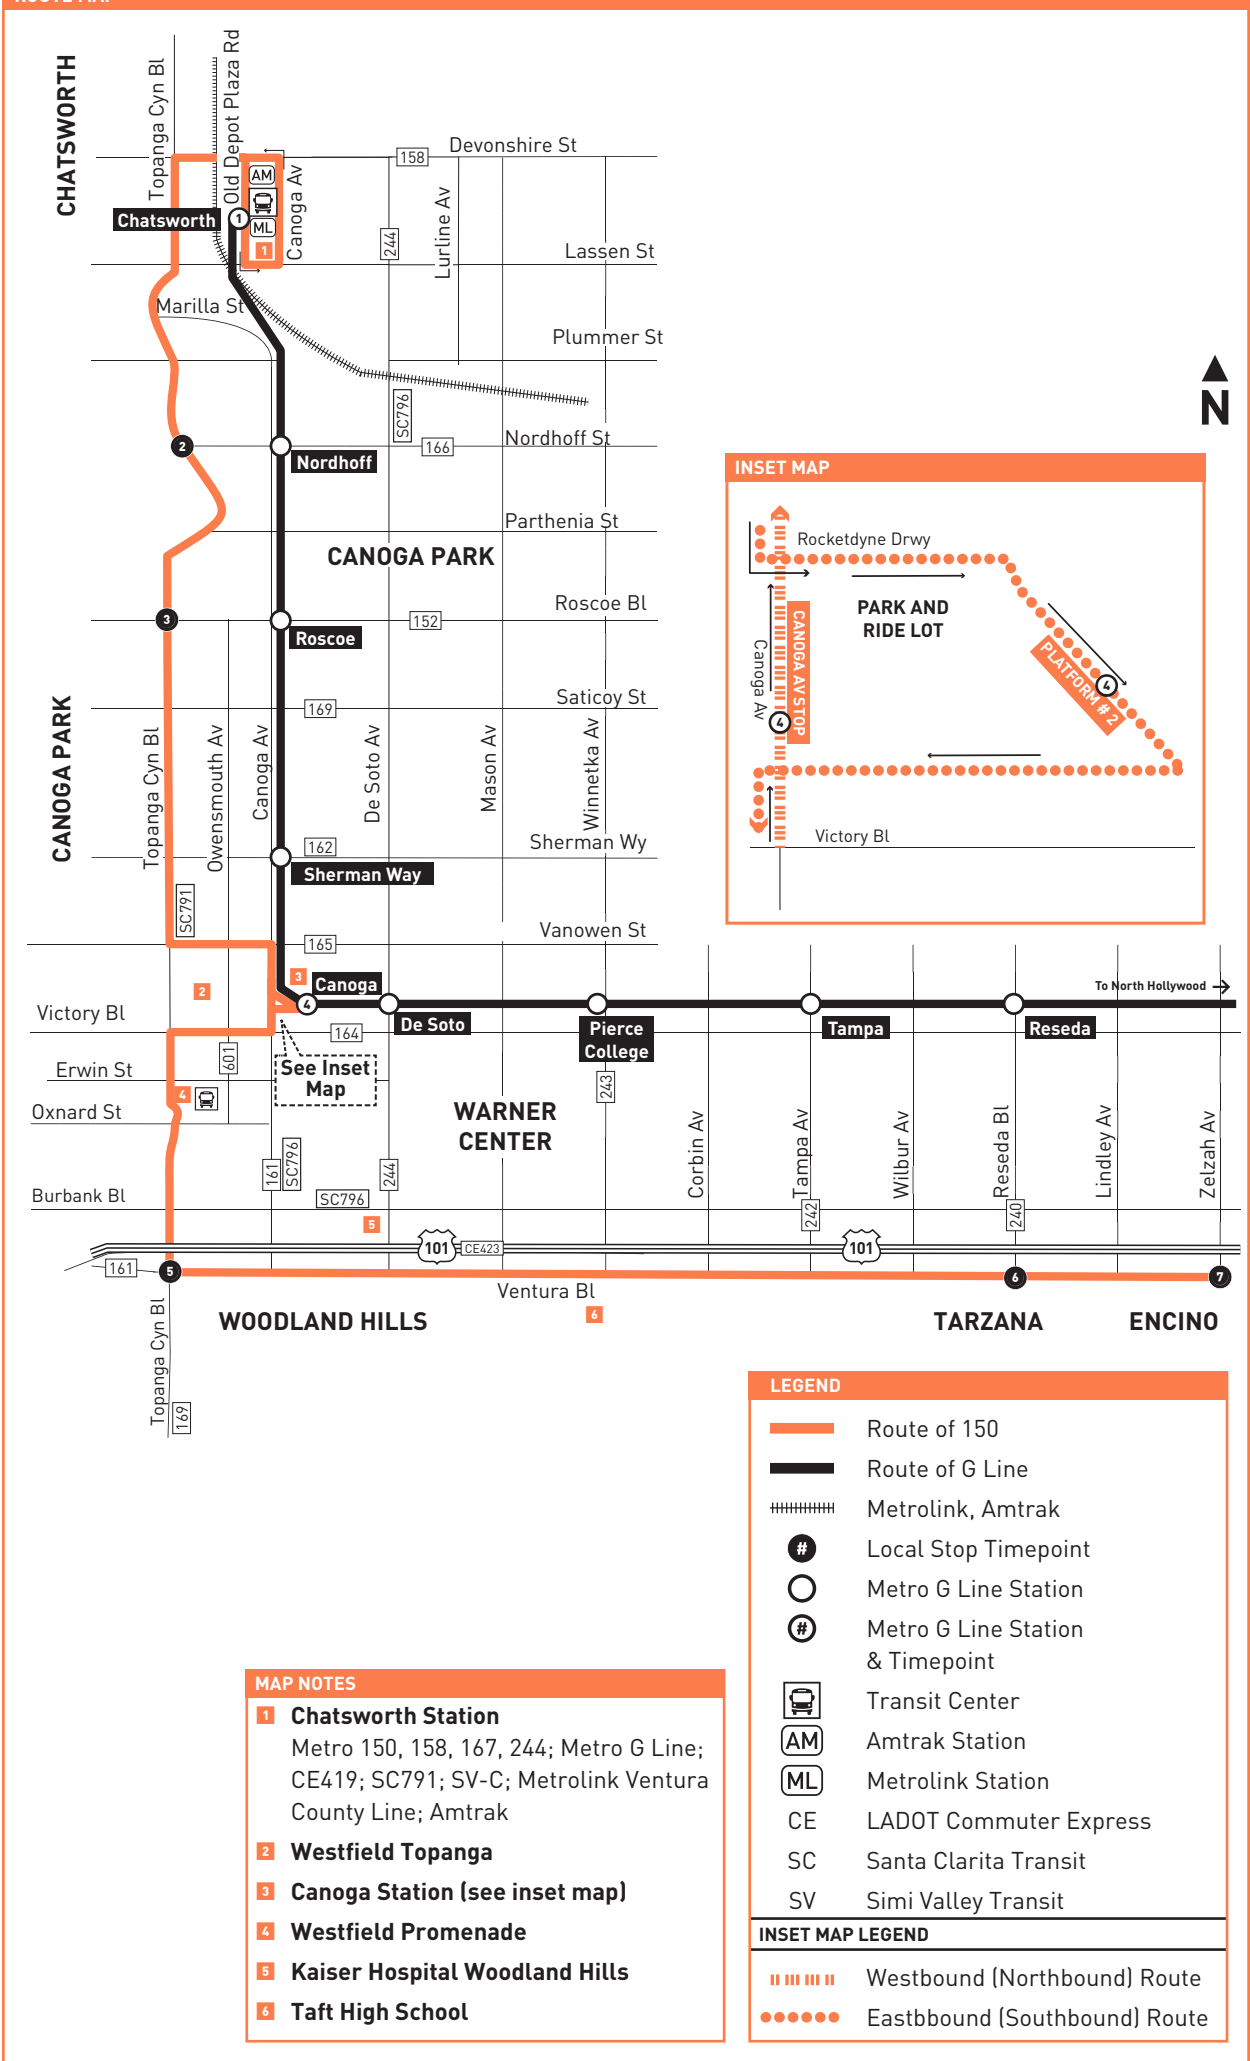 ROUTE MAP
CHATSWORTH
Topanga Cyn Bl
Old Depot Plaza Rd
Canoga Av
Devonshire St
158
AM
Chatsworth
1
ML
1
244
Lurline Av
Lassen St
Marilla St
Plummer St
SC796
2
166
Nordhoff St
Nordhoff
N
Parthenia St
CANOGA PARK
Roscoe Bl
3
152
Roscoe
CANOGA PARK
Saticoy St
169
Topanga Cyn Bl
Owensmouth Av
Canoga Av
De Soto Av
Mason Av
Winnetka Av
162
Sherman Wy
Sherman Way
SC791
165
Vanowen St
INSET MAP
Rocketdyne Drwy
PARK AND
RIDE LOT
Canoga Av
CANOGA AV STOP
4
PLATFORM # 2
4
Victory Bl
2
3
Canoga
4
To North Hollywood
Victory Bl
164
De Soto
Pierce
College
Tampa
Reseda
601
See Inset
Map
Erwin St
4
Oxnard St
243
WARNER
CENTER
161
SC796
244
Corbin Av
Tampa Av
Wilbur Av
Reseda Bl
Lindley Av
Zelzah Av
Burbank Bl
SC796
242
240
5
101
CE423
101
161
5
6
7
Ventura Bl
6
WOODLAND HILLS
TARZANA
ENCINO
Topanga Cyn Bl
169
LEGEND
Route of 150
Route of G Line
Metrolink, Amtrak
# Local Stop Timepoint
Metro G Line Station
# Metro G Line Station
& Timepoint
Transit Center
AM Amtrak Station
ML Metrolink Station
CE LADOT Commuter Express
SC Santa Clarita Transit
SV Simi Valley Transit
INSET MAP LEGEND
Westbound (Northbound) Route
Eastbbound (Southbound) Route
MAP NOTES
1 Chatsworth Station
Metro 150, 158, 167, 244; Metro G Line;
CE419; SC791; SV-C; Metrolink Ventura
County Line; Amtrak
2 Westfield Topanga
3 Canoga Station (see inset map)
4 Westfield Promenade
5 Kaiser Hospital Woodland Hills
6 Taft High School